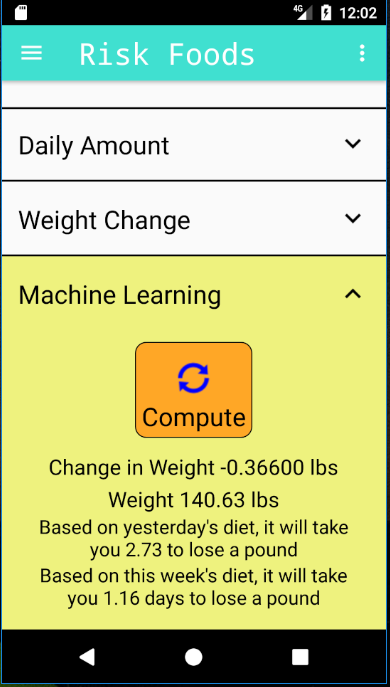 4G 12:02
Risk Foods
Daily Amount
Weight Change
Machine Learning
Compute
Change in Weight -0.36600 lbs
Weight 140.63 lbs
Based on yesterday's diet, it will take
you 2.73 to lose a pound
Based on this week's diet, it will take
you 1.16 days to lose a pound